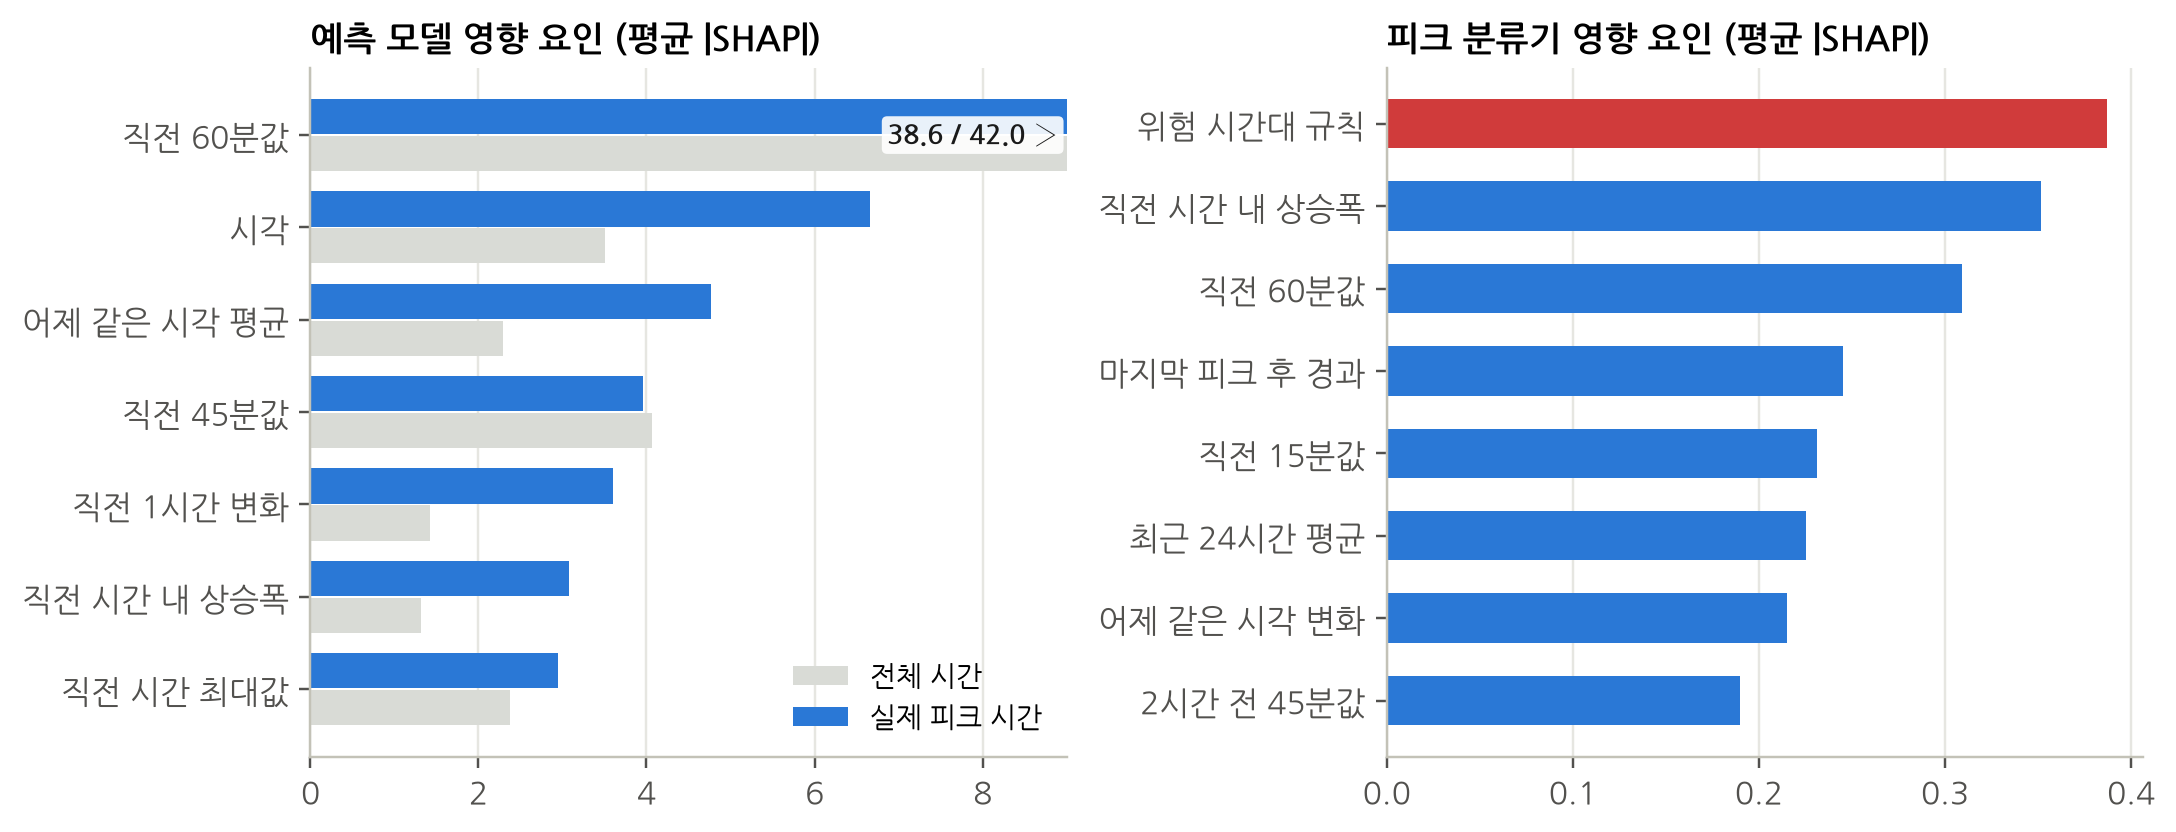 예측 모델 영향 요인 (평균 |SHAP|)
직전 60분값
38.6 / 42.0 >
시각
어제 같은 시각 평균
직전 45분값
직전 1시간 변화
직전 시간 내 상승폭
직전 시간 최대값
전체 시간
실제 피크 시간
0 2 4 6 8
피크 분류기 영향 요인 (평균 |SHAP|)
위험 시간대 규칙
직전 시간 내 상승폭
직전 60분값
마지막 피크 후 경과
직전 15분값
최근 24시간 평균
어제 같은 시각 변화
2시간 전 45분값
0.0 0.1 0.2 0.3 0.4